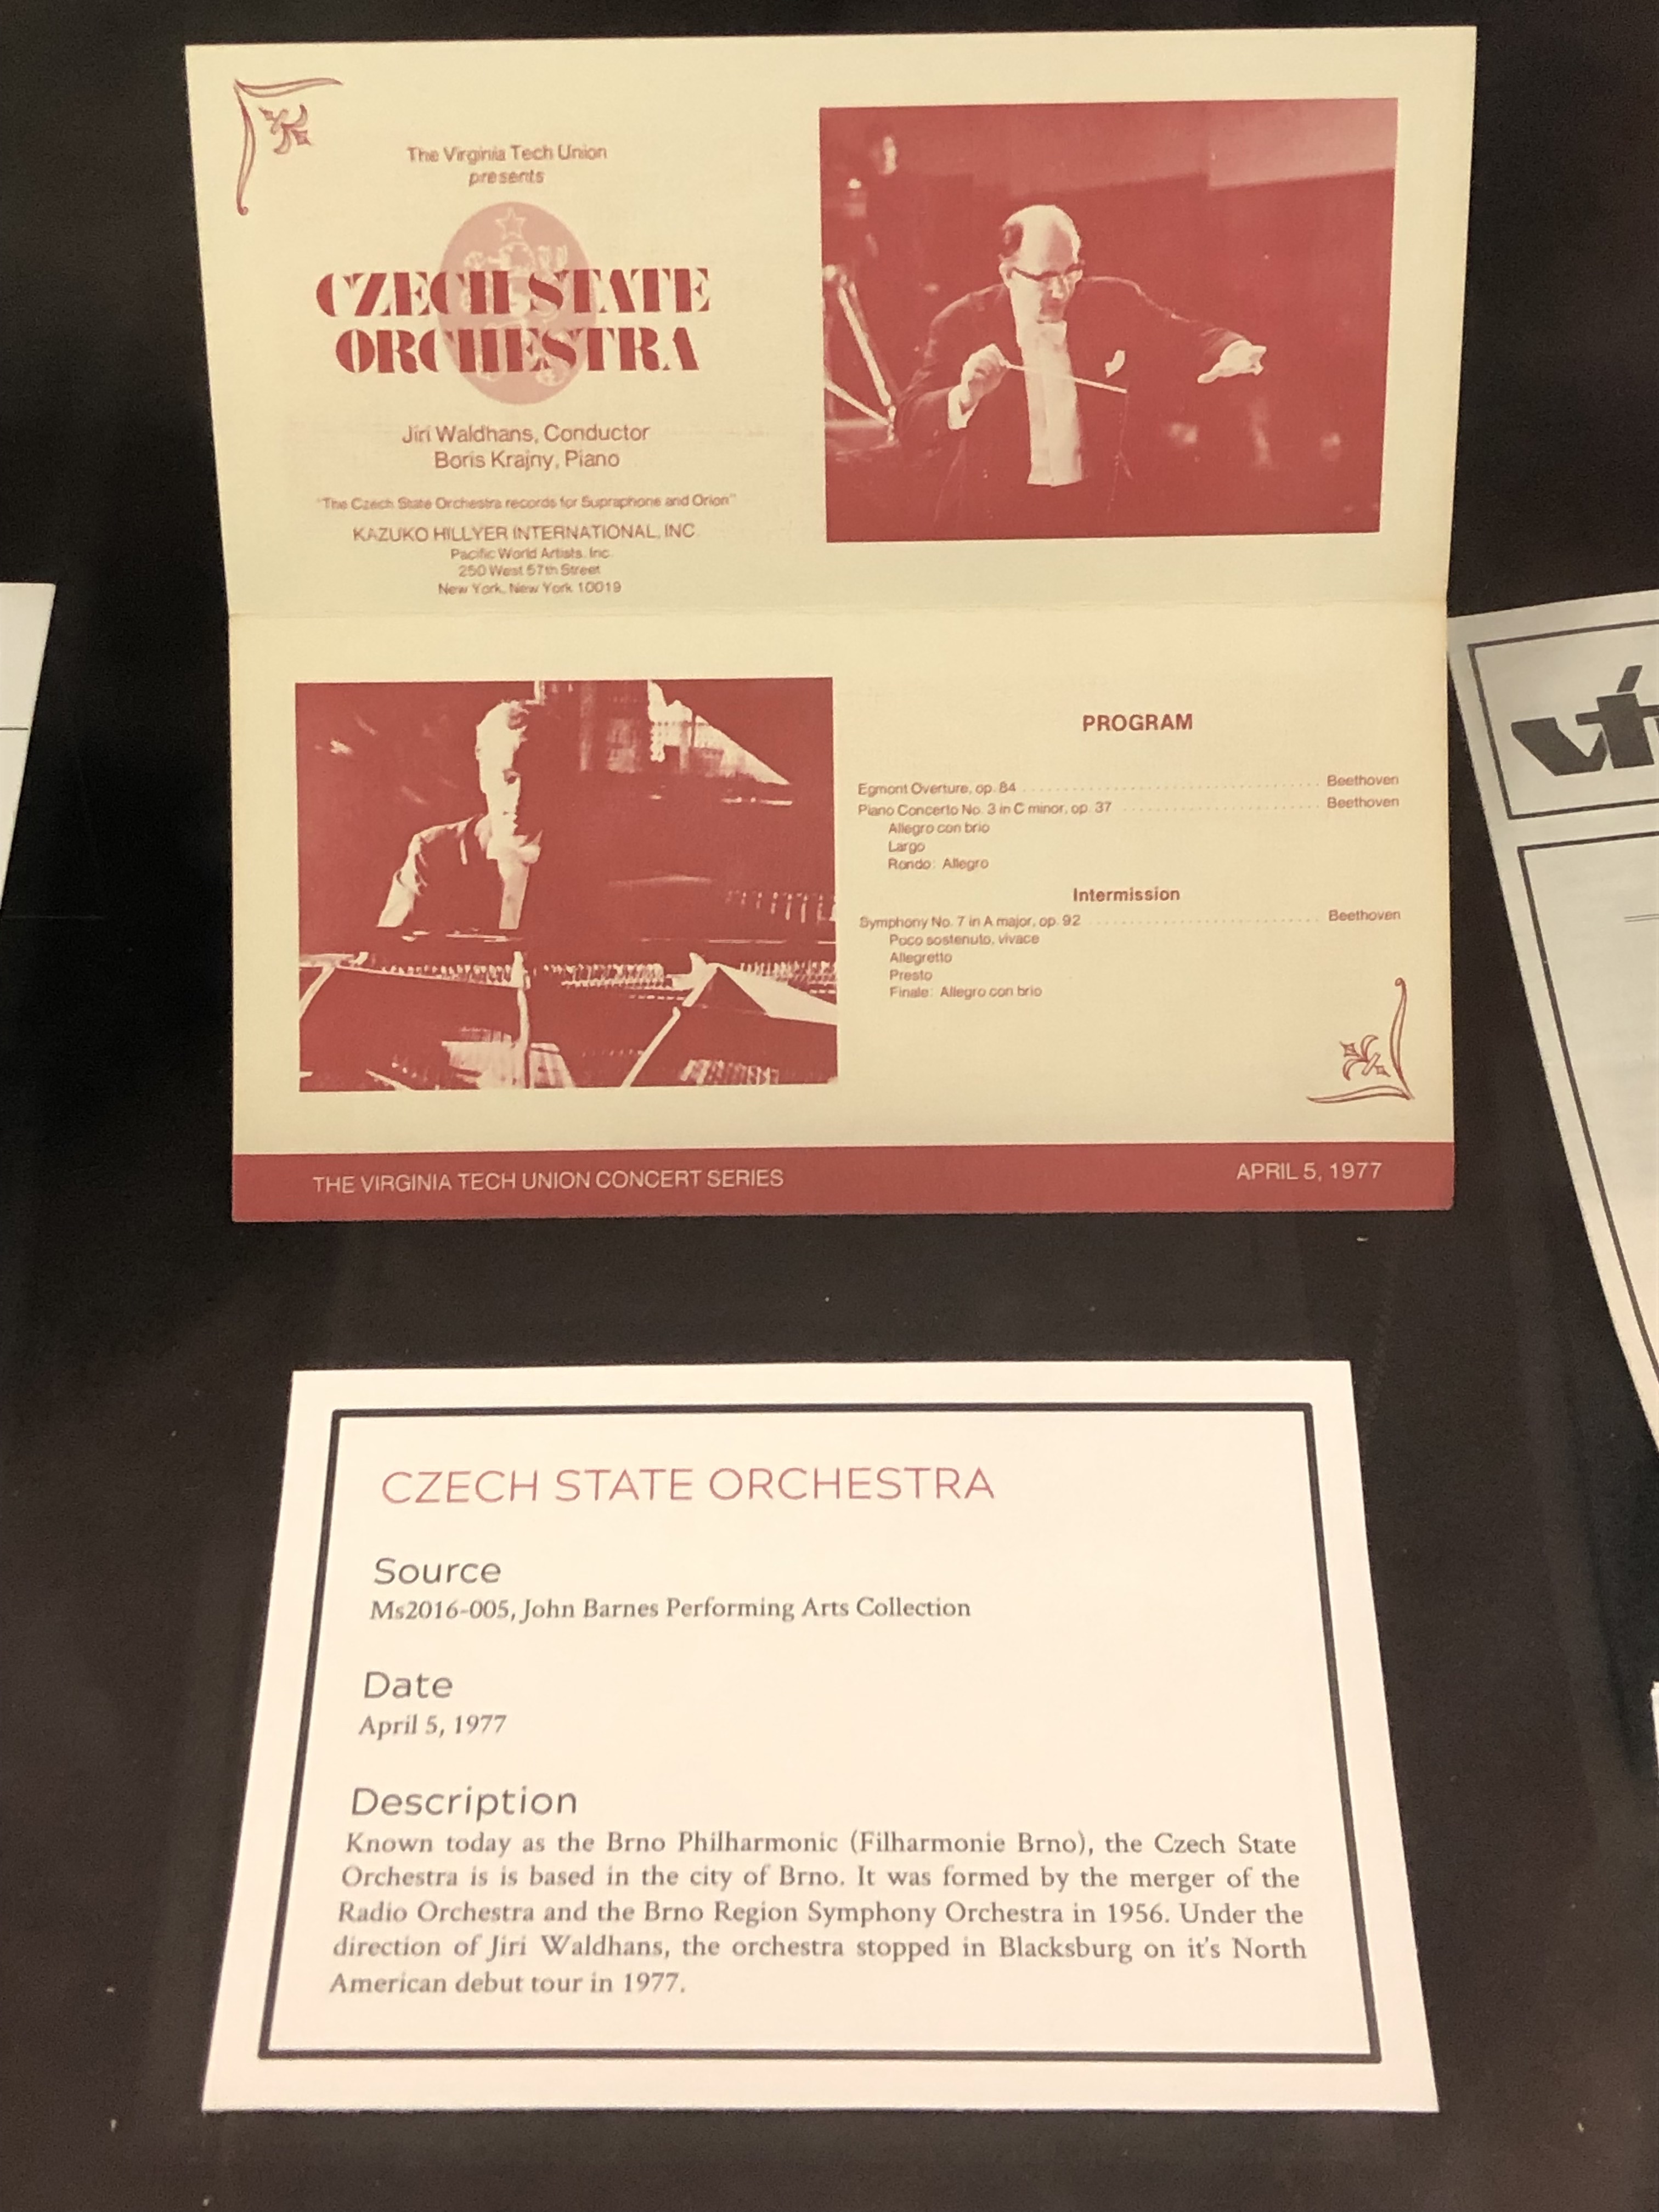 The Virginia Tech Union
presents
CZECH STATE
ORCHESTRA
Jiri Waldhans, Conductor
Boris Krajny, Piano
"The Czech State Orchestra records for Supraphone and Orion"
KAZUKO HILLYER INTERNATIONAL, INC.
Pacific World Artists, Inc.
250 West 57th Street
New York, New York 10019
PROGRAM
Egmont Overture, op. 84 Beethoven
Piano Concerto No. 3 in C minor, op. 37 Beethoven
Allegro con brio
Largo
Rondo: Allegro
Intermission
Symphony No. 7 in A major, op. 92 Beethoven
Poco sostenuto, vivace
Allegretto
Presto
Finale: Allegro con brio
THE VIRGINIA TECH UNION CONCERT SERIES APRIL 5, 1977
CZECH STATE ORCHESTRA
Source
Ms2016-005, John Barnes Performing Arts Collection
Date
April 5, 1977
Description
Known today as the Brno Philharmonic (Filharmonie Brno), the Czech State
Orchestra is is based in the city of Brno. It was formed by the merger of the
Radio Orchestra and the Brno Region Symphony Orchestra in 1956. Under the
direction of Jiri Waldhans, the orchestra stopped in Blacksburg on it's North
American debut tour in 1977.